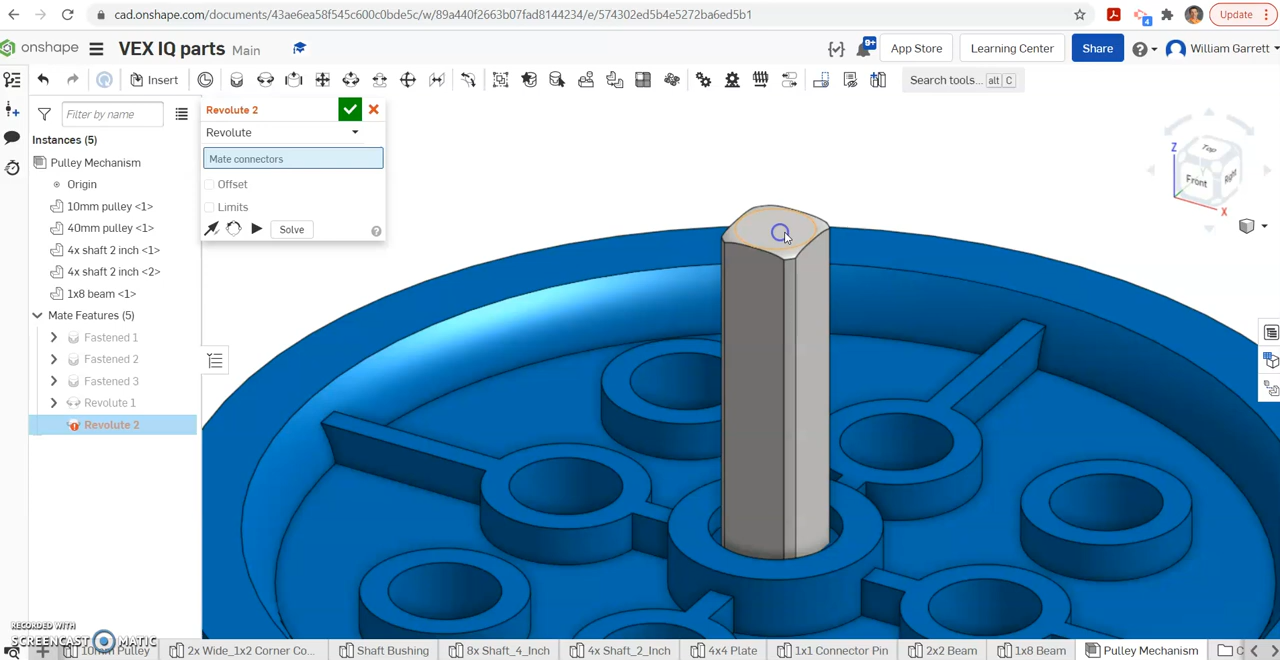 cad.onshape.com/documents/43ae6ea58f545c600c0bde5c/w/89a440f2663b07fad8144234/e/574302ed5b4e5272ba6ed5b1
4
Update
onshape
VEX IQ parts Main
9+
App Store
Learning Center
Share
William Garrett
Insert
Search tools... alt C
Filter by name
Revolute 2
Revolute
Mate connectors
Offset
Limits
Solve
Instances (5)
Pulley Mechanism
Origin
10mm pulley <1>
40mm pulley <1>
4x shaft 2 inch <1>
4x shaft 2 inch <2>
1x8 beam <1>
Mate Features (5)
Fastened 1
Fastened 2
Fastened 3
Revolute 1
Revolute 2
Z
Top
Front
Right
X
RECORDED WITH
SCREENCAST MATIC
10mm Pulley
2x Wide_1x2 Corner Co...
Shaft Bushing
8x Shaft_4_Inch
4x Shaft_2_Inch
4x4 Plate
1x1 Connector Pin
2x2 Beam
1x8 Beam
Pulley Mechanism
C